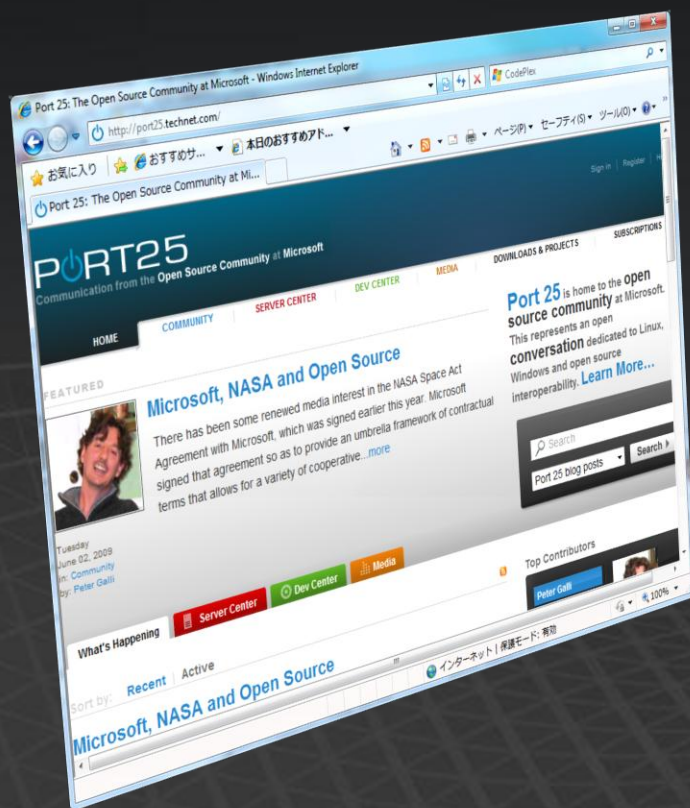 Port 25: The Open Source Community at Microsoft - Windows Internet Explorer
http://port25.technet.com/
CodePlex
お気に入り
おすすめサ...
本日のおすすめアド...
ページ(P)
セーフティ(S)
ツール(O)
Port 25: The Open Source Community at Mi...
Sign in | Register
PORT25
Communication from the Open Source Community at Microsoft
HOME
COMMUNITY
SERVER CENTER
DEV CENTER
MEDIA
DOWNLOADS & PROJECTS
SUBSCRIPTIONS
FEATURED
Microsoft, NASA and Open Source
There has been some renewed media interest in the NASA Space Act
Agreement with Microsoft, which was signed earlier this year. Microsoft
signed that agreement so as to provide an umbrella framework of contractual
terms that allows for a variety of cooperative...more
Tuesday
June 02, 2009
in: Community
by: Peter Galli
Port 25 is home to the open
source community at Microsoft.
This represents an open
conversation dedicated to Linux,
Windows and open source
interoperability. Learn More...
Search
Port 25 blog posts
Search
What's Happening
Server Center
Dev Center
Media
Top Contributors
Peter Galli
Sort by: Recent | Active
Microsoft, NASA and Open Source
インターネット | 保護モード: 有効
100%